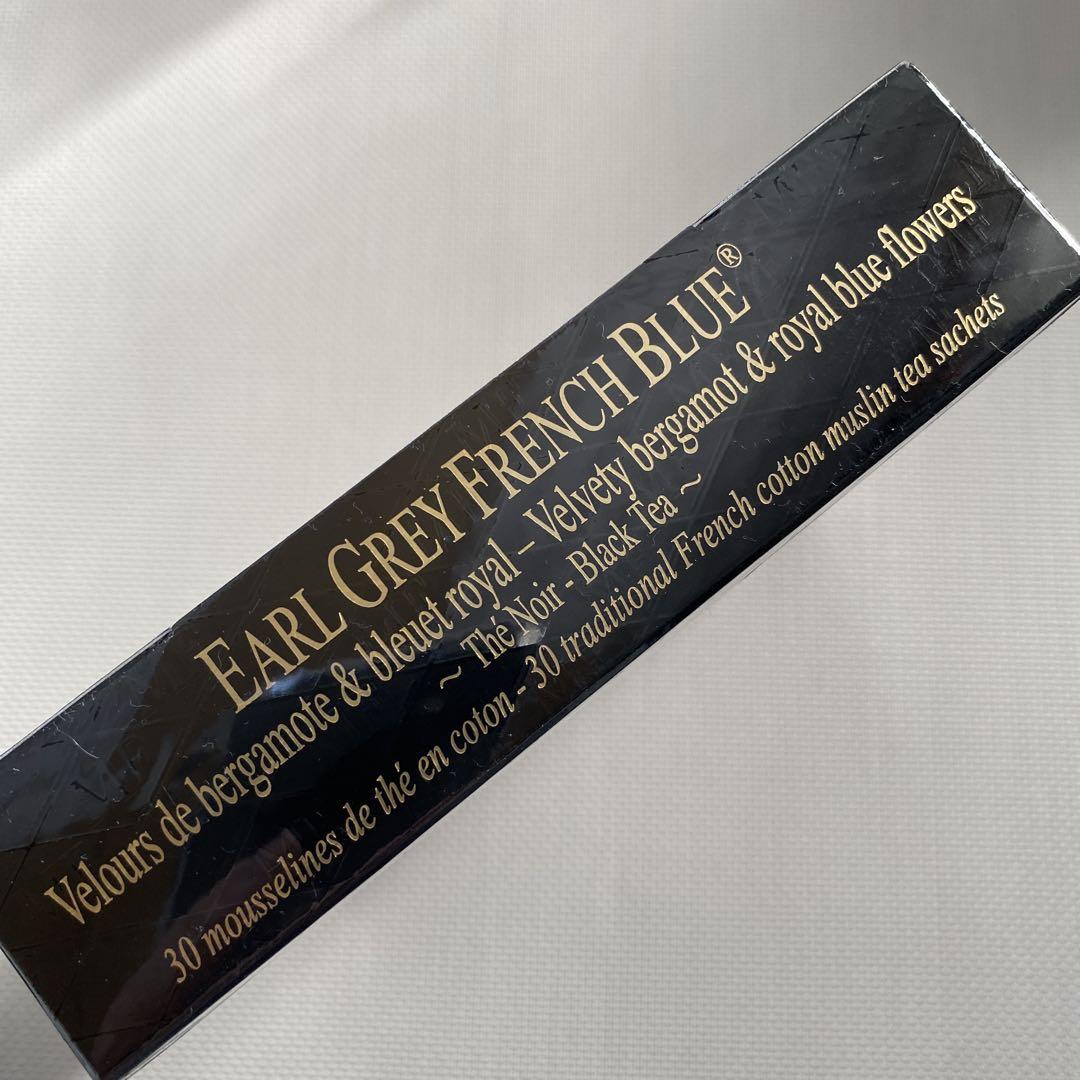 EARL GREY FRENCH BLUE®
Velours de bergamote & bleuet royal – Velvety bergamot & royal blue flowers
~ Thé Noir - Black Tea ~
30 mousselines de thé en coton - 30 traditional French cotton muslin tea sachets